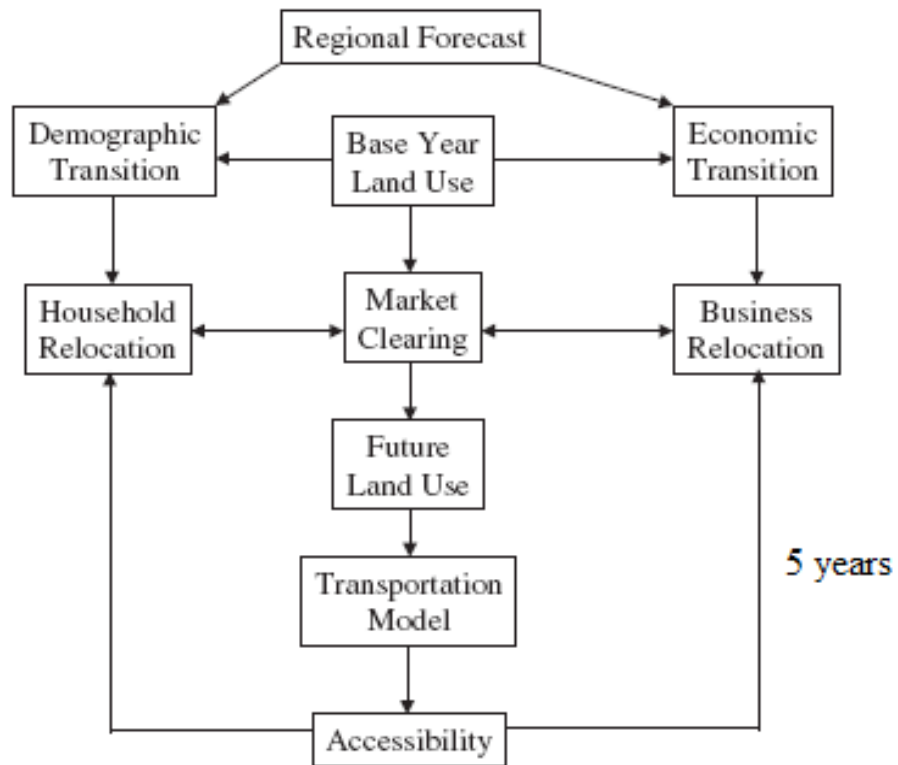 Regional Forecast
Demographic
Transition
Base Year
Land Use
Economic
Transition
Household
Relocation
Market
Clearing
Business
Relocation
Future
Land Use
5 years
Transportation
Model
Accessibility